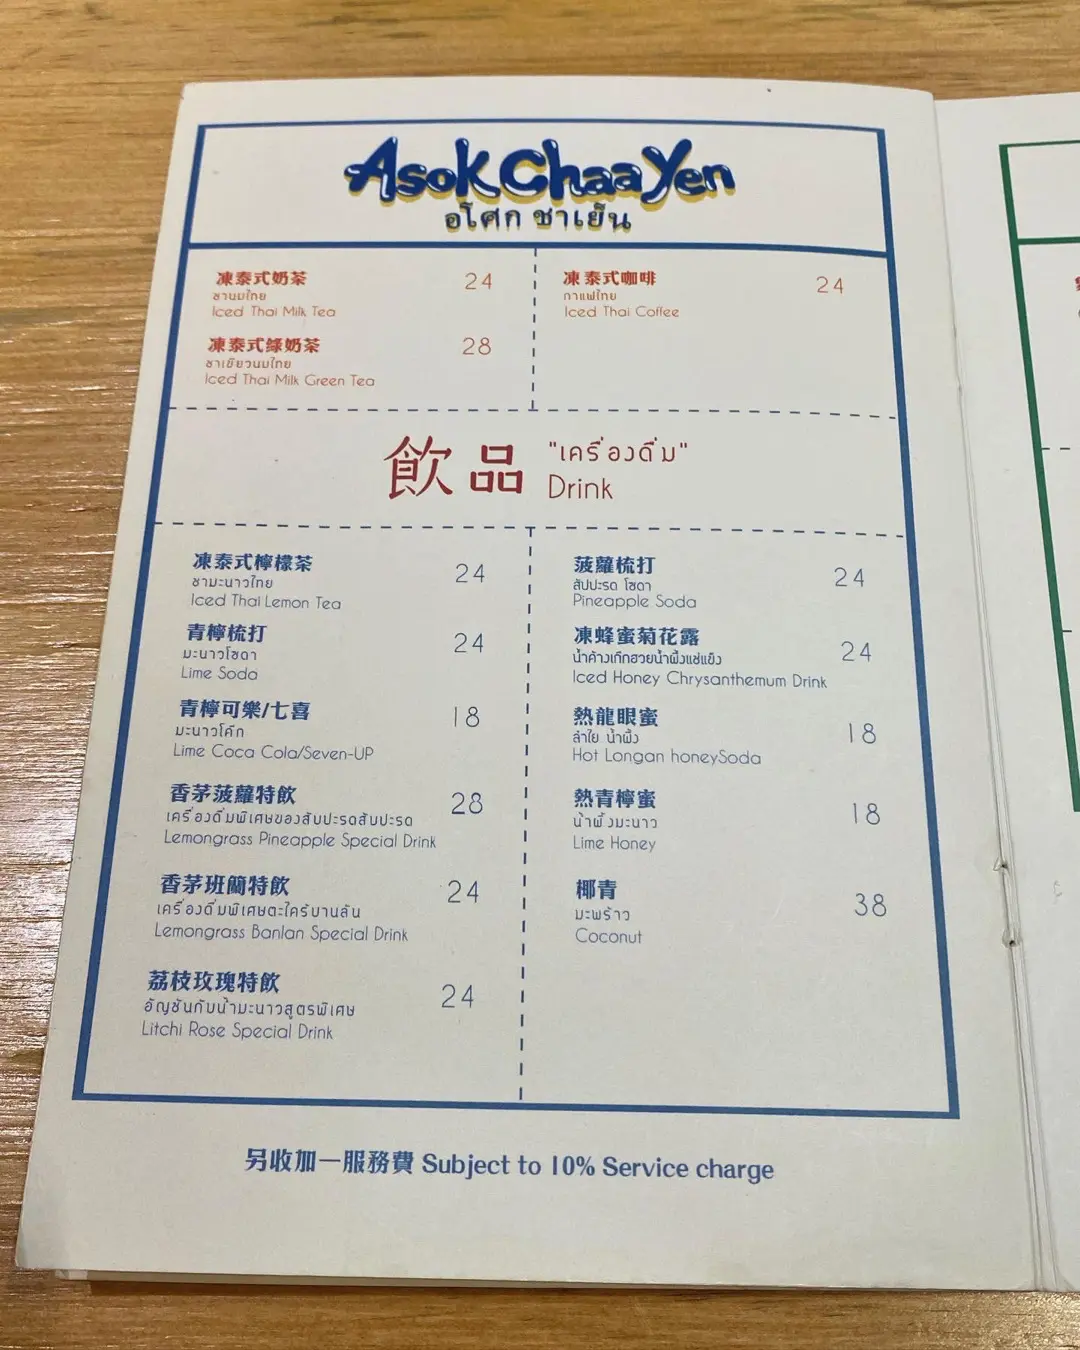 Asok Chaa Yen
อโศก ชาเย็น
凍泰式奶茶 24
ชานมไทย
Iced Thai Milk Tea
凍泰式綠奶茶 28
ชาเขียวนมไทย
Iced Thai Milk Green Tea
凍泰式咖啡 24
กาแฟไทย
Iced Thai Coffee
飲品
"เครื่องดื่ม"
Drink
凍泰式檸檬茶 24
ชามะนาวไทย
Iced Thai Lemon Tea
青檸梳打 24
มะนาวโซดา
Lime Soda
青檸可樂/七喜 18
มะนาวโค๊ก
Lime Coca Cola/Seven-UP
香茅菠蘿特飲 28
เครื่องดื่มพิเศษของสับปะรดสับปะรด
Lemongrass Pineapple Special Drink
香茅班蘭特飲 24
เครื่องดื่มพิเศษตะไคร้บานลัน
Lemongrass Banlan Special Drink
荔枝玫瑰特飲 24
อัญชันกับน้ำมะนาวสูตรพิเศษ
Litchi Rose Special Drink
菠蘿梳打 24
สัปปะรด โซดา
Pineapple Soda
凍蜂蜜菊花露 24
น้ำค้างเก๊กฮวยน้ำผึ้งแช่แข็ง
Iced Honey Chrysanthemum Drink
熱龍眼蜜 18
ลำไย น้ำผึ้ง
Hot Longan honeySoda
熱青檸蜜 18
น้ำผึ้งมะนาว
Lime Honey
椰青 38
มะพร้าว
Coconut
另收加一服務費 Subject to 10% Service charge